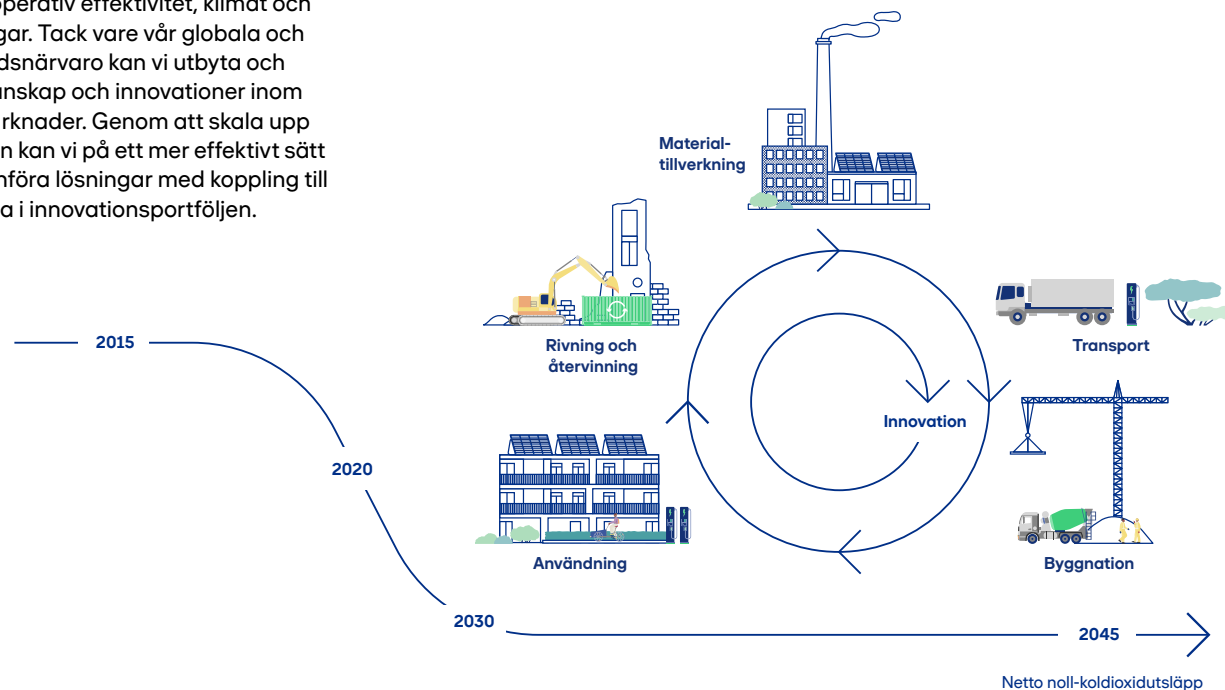 operativ effektivitet, klimat och
gar. Tack vare vår globala och
dsnärvaro kan vi utbyta och
nskap och innovationer inom
rknader. Genom att skala upp
n kan vi på ett mer effektivt sätt
nföra lösningar med koppling till
a i innovationsportföljen.
Material-
tillverkning
Rivning och
återvinning
Transport
2015
Innovation
2020
Användning
Byggnation
2030
2045
Netto noll-koldioxidutsläpp